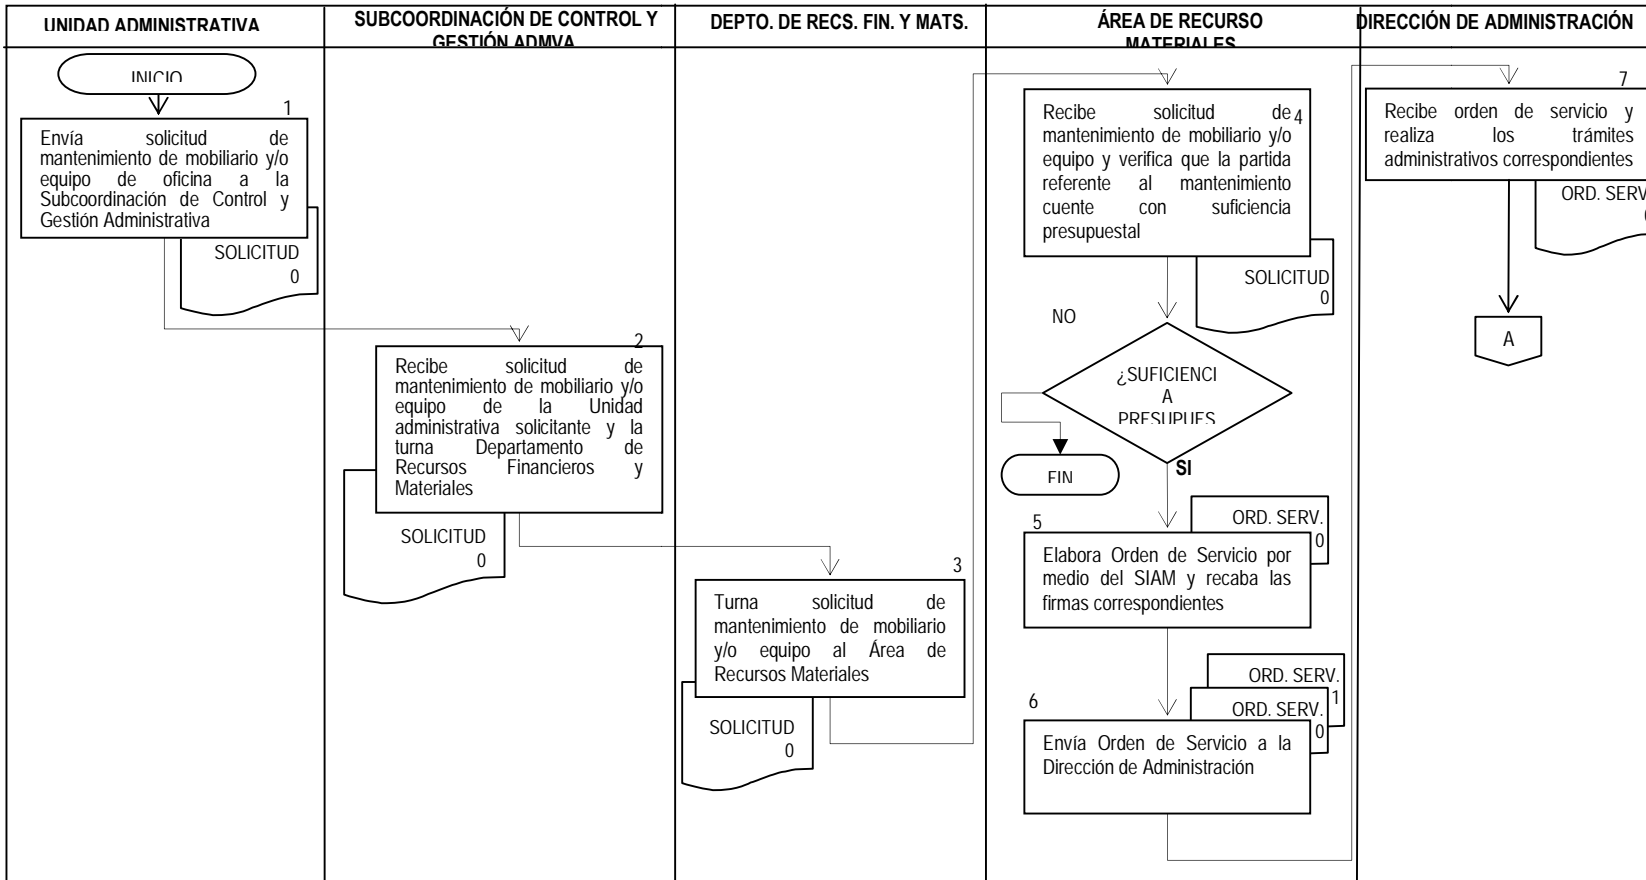 UNIDAD ADMINISTRATIVA
SUBCOORDINACIÓN DE CONTROL Y
GESTIÓN ADMVA
DEPTO. DE RECS. FIN. Y MATS.
ÁREA DE RECURSO
MATERIALES
DIRECCIÓN DE ADMINISTRACIÓN
INICIO
1
Envía solicitud de
mantenimiento de mobiliario y/o
equipo de oficina a la
Subcoordinación de Control y
Gestión Administrativa
SOLICITUD
0
2
Recibe solicitud de
mantenimiento de mobiliario y/o
equipo de la Unidad
administrativa solicitante y la
turna Departamento de
Recursos Financieros y
Materiales
SOLICITUD
0
3
Turna solicitud de
mantenimiento de mobiliario
y/o equipo al Área de
Recursos Materiales
SOLICITUD
0
4
Recibe solicitud de
mantenimiento de mobiliario y/o
equipo y verifica que la partida
referente al mantenimiento
cuente con suficiencia
presupuestal
SOLICITUD
0
NO
¿SUFICIENCI
A
PRESUPUES
SI
FIN
5
ORD. SERV.
0
Elabora Orden de Servicio por
medio del SIAM y recaba las
firmas correspondientes
6
ORD. SERV.
1
ORD. SERV.
0
Envía Orden de Servicio a la
Dirección de Administración
7
Recibe orden de servicio y
realiza los trámites
administrativos correspondientes
ORD. SERV
A